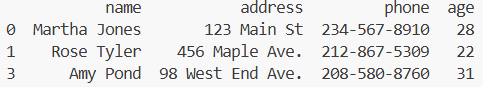 name address phone age
0 Martha Jones 123 Main St 234-567-8910 28
1 Rose Tyler 456 Maple Ave. 212-867-5309 22
3 Amy Pond 98 West End Ave. 208-580-8760 31